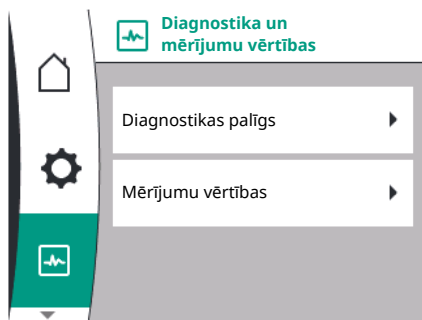 Diagnostika un
mērījumu vērtības
Diagnostikas palīgs
Mērījumu vērtības